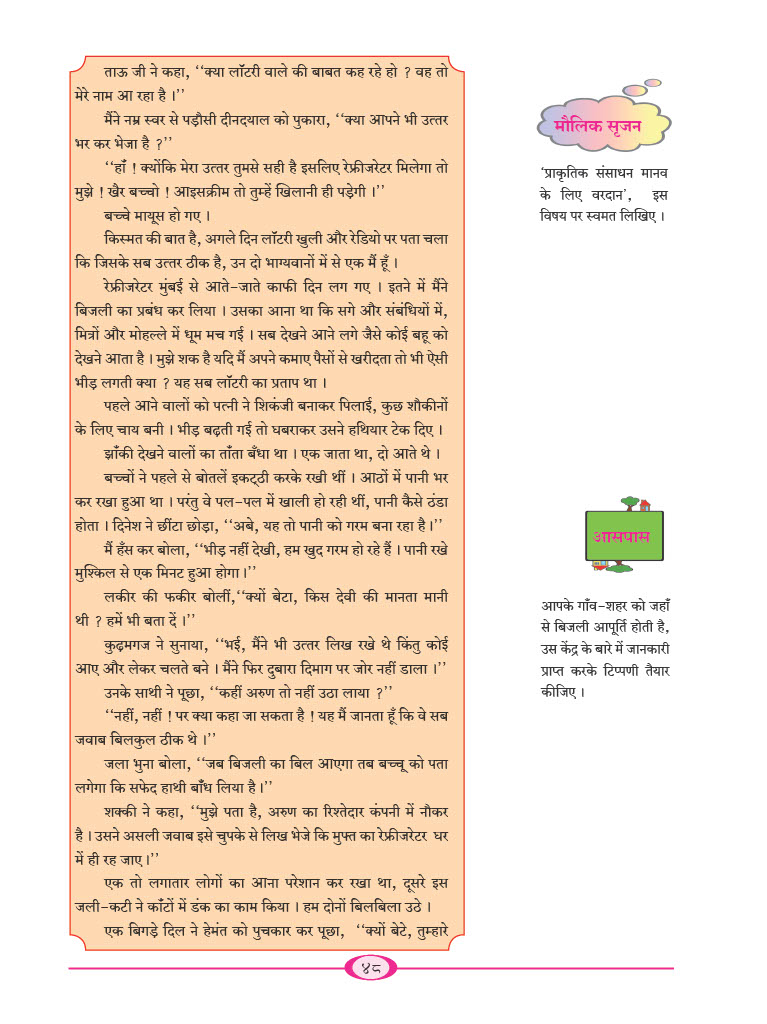 ताऊ जी ने कहा, ‘‘क्या लॉटरी वाले की बाबत कह रहे हो ? वह तो
मेरे नाम आ रहा है ।’’
मैंने नम्र स्वर से पड़ौसी दीनदयाल को पुकारा, ‘‘क्या आपने भी उत्तर
भर कर भेजा है ?’’
‘‘हाँ ! क्योंकि मेरा उत्तर तुमसे सही है इसलिए रेफ्रीजरेटर मिलेगा तो
मुझे ! खैर बच्चो ! आइसक्रीम तो तुम्हें खिलानी ही पड़ेगी ।’’
बच्चे मायूस हो गए ।
किस्मत की बात है, अगले दिन लॉटरी खुली और रेडियो पर पता चला
कि जिसके सब उत्तर ठीक है, उन दो भाग्यवानों में से एक मैं हूँ ।
रेफ्रीजरेटर मुंबई से आते-जाते काफी दिन लग गए । इतने में मैंने
बिजली का प्रबंध कर लिया । उसका आना था कि सगे और संबंधियों में,
मित्रों और मोहल्ले में धूम मच गई । सब देखने आने लगे जैसे कोई बहू को
देखने आता है । मुझे शक है यदि मैं अपने कमाए पैसों से खरीदता तो भी ऐसी
भीड़ लगती क्या ? यह सब लॉटरी का प्रताप था ।
पहले आने वालों को पत्नी ने शिकंजी बनाकर पिलाई, कुछ शौकीनों
के लिए चाय बनी । भीड़ बढ़ती गई तो घबराकर उसने हथियार टेक दिए ।
झाँकी देखने वालों का ताँता बँधा था । एक जाता था, दो आते थे ।
बच्चों ने पहले से बोतलें इकट्ठी करके रखी थीं । आठों में पानी भर
कर रखा हुआ था । परंतु वे पल-पल में खाली हो रही थीं, पानी कैसे ठंडा
होता । दिनेश ने छींटा छोड़ा, ‘‘अबे, यह तो पानी को गरम बना रहा है ।’’
मैं हँस कर बोला, ‘‘भीड़ नहीं देखी, हम खुद गरम हो रहे हैं । पानी रखे
मुश्किल से एक मिनट हुआ होगा ।’’
लकीर की फकीर बोलीं,‘‘क्यों बेटा, किस देवी की मानता मानी
थी ? हमें भी बता दें ।’’
कुढ़मगज ने सुनाया, ‘‘भई, मैंने भी उत्तर लिख रखे थे किंतु कोई
आए और लेकर चलते बने । मैंने फिर दुबारा दिमाग पर जोर नहीं डाला ।’’
उनके साथी ने पूछा, ‘‘कहीं अरुण तो नहीं उठा लाया ?’’
‘‘नहीं, नहीं ! पर क्या कहा जा सकता है ! यह मैं जानता हूँ कि वे सब
जवाब बिलकुल ठीक थे ।’’
जला भुना बोला, ‘‘जब बिजली का बिल आएगा तब बच्चू को पता
लगेगा कि सफेद हाथी बाँध लिया है ।’’
शक्की ने कहा, ‘‘मुझे पता है, अरुण का रिश्तेदार कंपनी में नौकर
है । उसने असली जवाब इसे चुपके से लिख भेजे कि मुफ्त का रेफ्रीजरेटर घर
में ही रह जाए ।’’
एक तो लगातार लोगों का आना परेशान कर रखा था, दूसरे इस
जली-कटी ने काँटों में डंक का काम किया । हम दोनों बिलबिला उठे ।
एक बिगड़े दिल ने हेमंत को पुचकार कर पूछा, ‘‘क्यों बेटे, तुम्हारे
मौलिक सृजन
‘प्राकृतिक संसाधन मानव
के लिए वरदान’, इस
विषय पर स्वमत लिखिए ।
आसपास
आपके गाँव-शहर को जहाँ
से बिजली आपूर्ति होती है,
उस केंद्र के बारे में जानकारी
प्राप्त करके टिप्पणी तैयार
कीजिए ।
४८